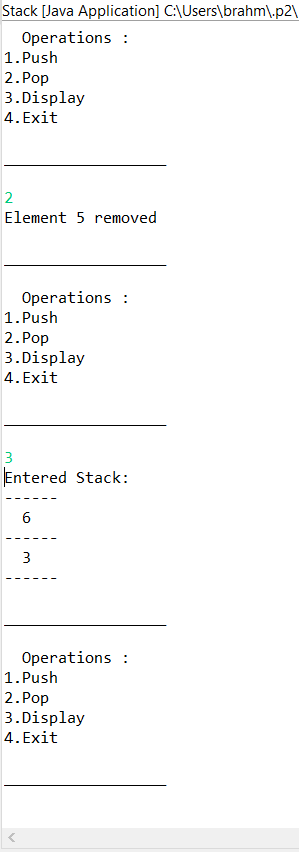 Stack [Java Application] C:\Users\brahm\.p2\
  Operations :
1.Push
2.Pop
3.Display
4.Exit
__________________
2
Element 5 removed
__________________
  Operations :
1.Push
2.Pop
3.Display
4.Exit
__________________
3
Entered Stack:
------
  6
------
  3
------
__________________
  Operations :
1.Push
2.Pop
3.Display
4.Exit
__________________